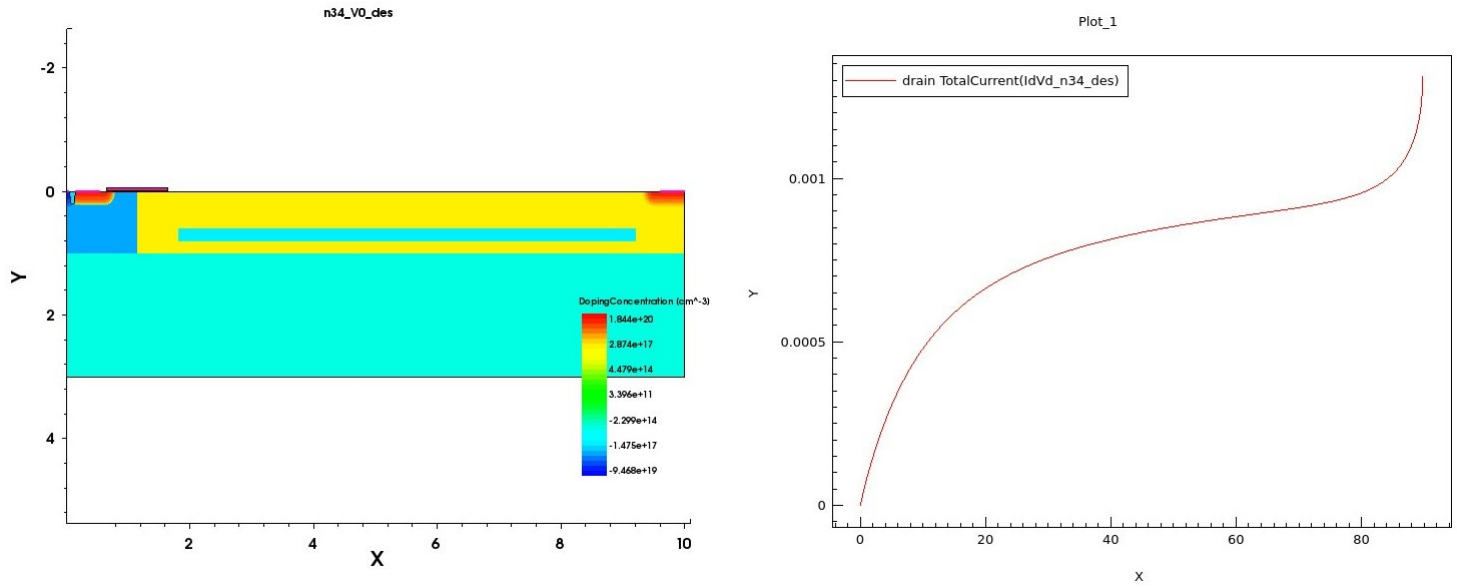 n34_V0_des
-2
0
2
4
Y
2
4
6
8
10
X
DopingConcentration (cm^-3)
1.844e+20
2.874e+17
4.479e+14
3.396e+11
-2.299e+14
-1.475e+17
-9.468e+19
Plot_1
drain TotalCurrent(IdVd_n34_des)
0.001
0.0005
0
Y
0
20
40
60
80
X